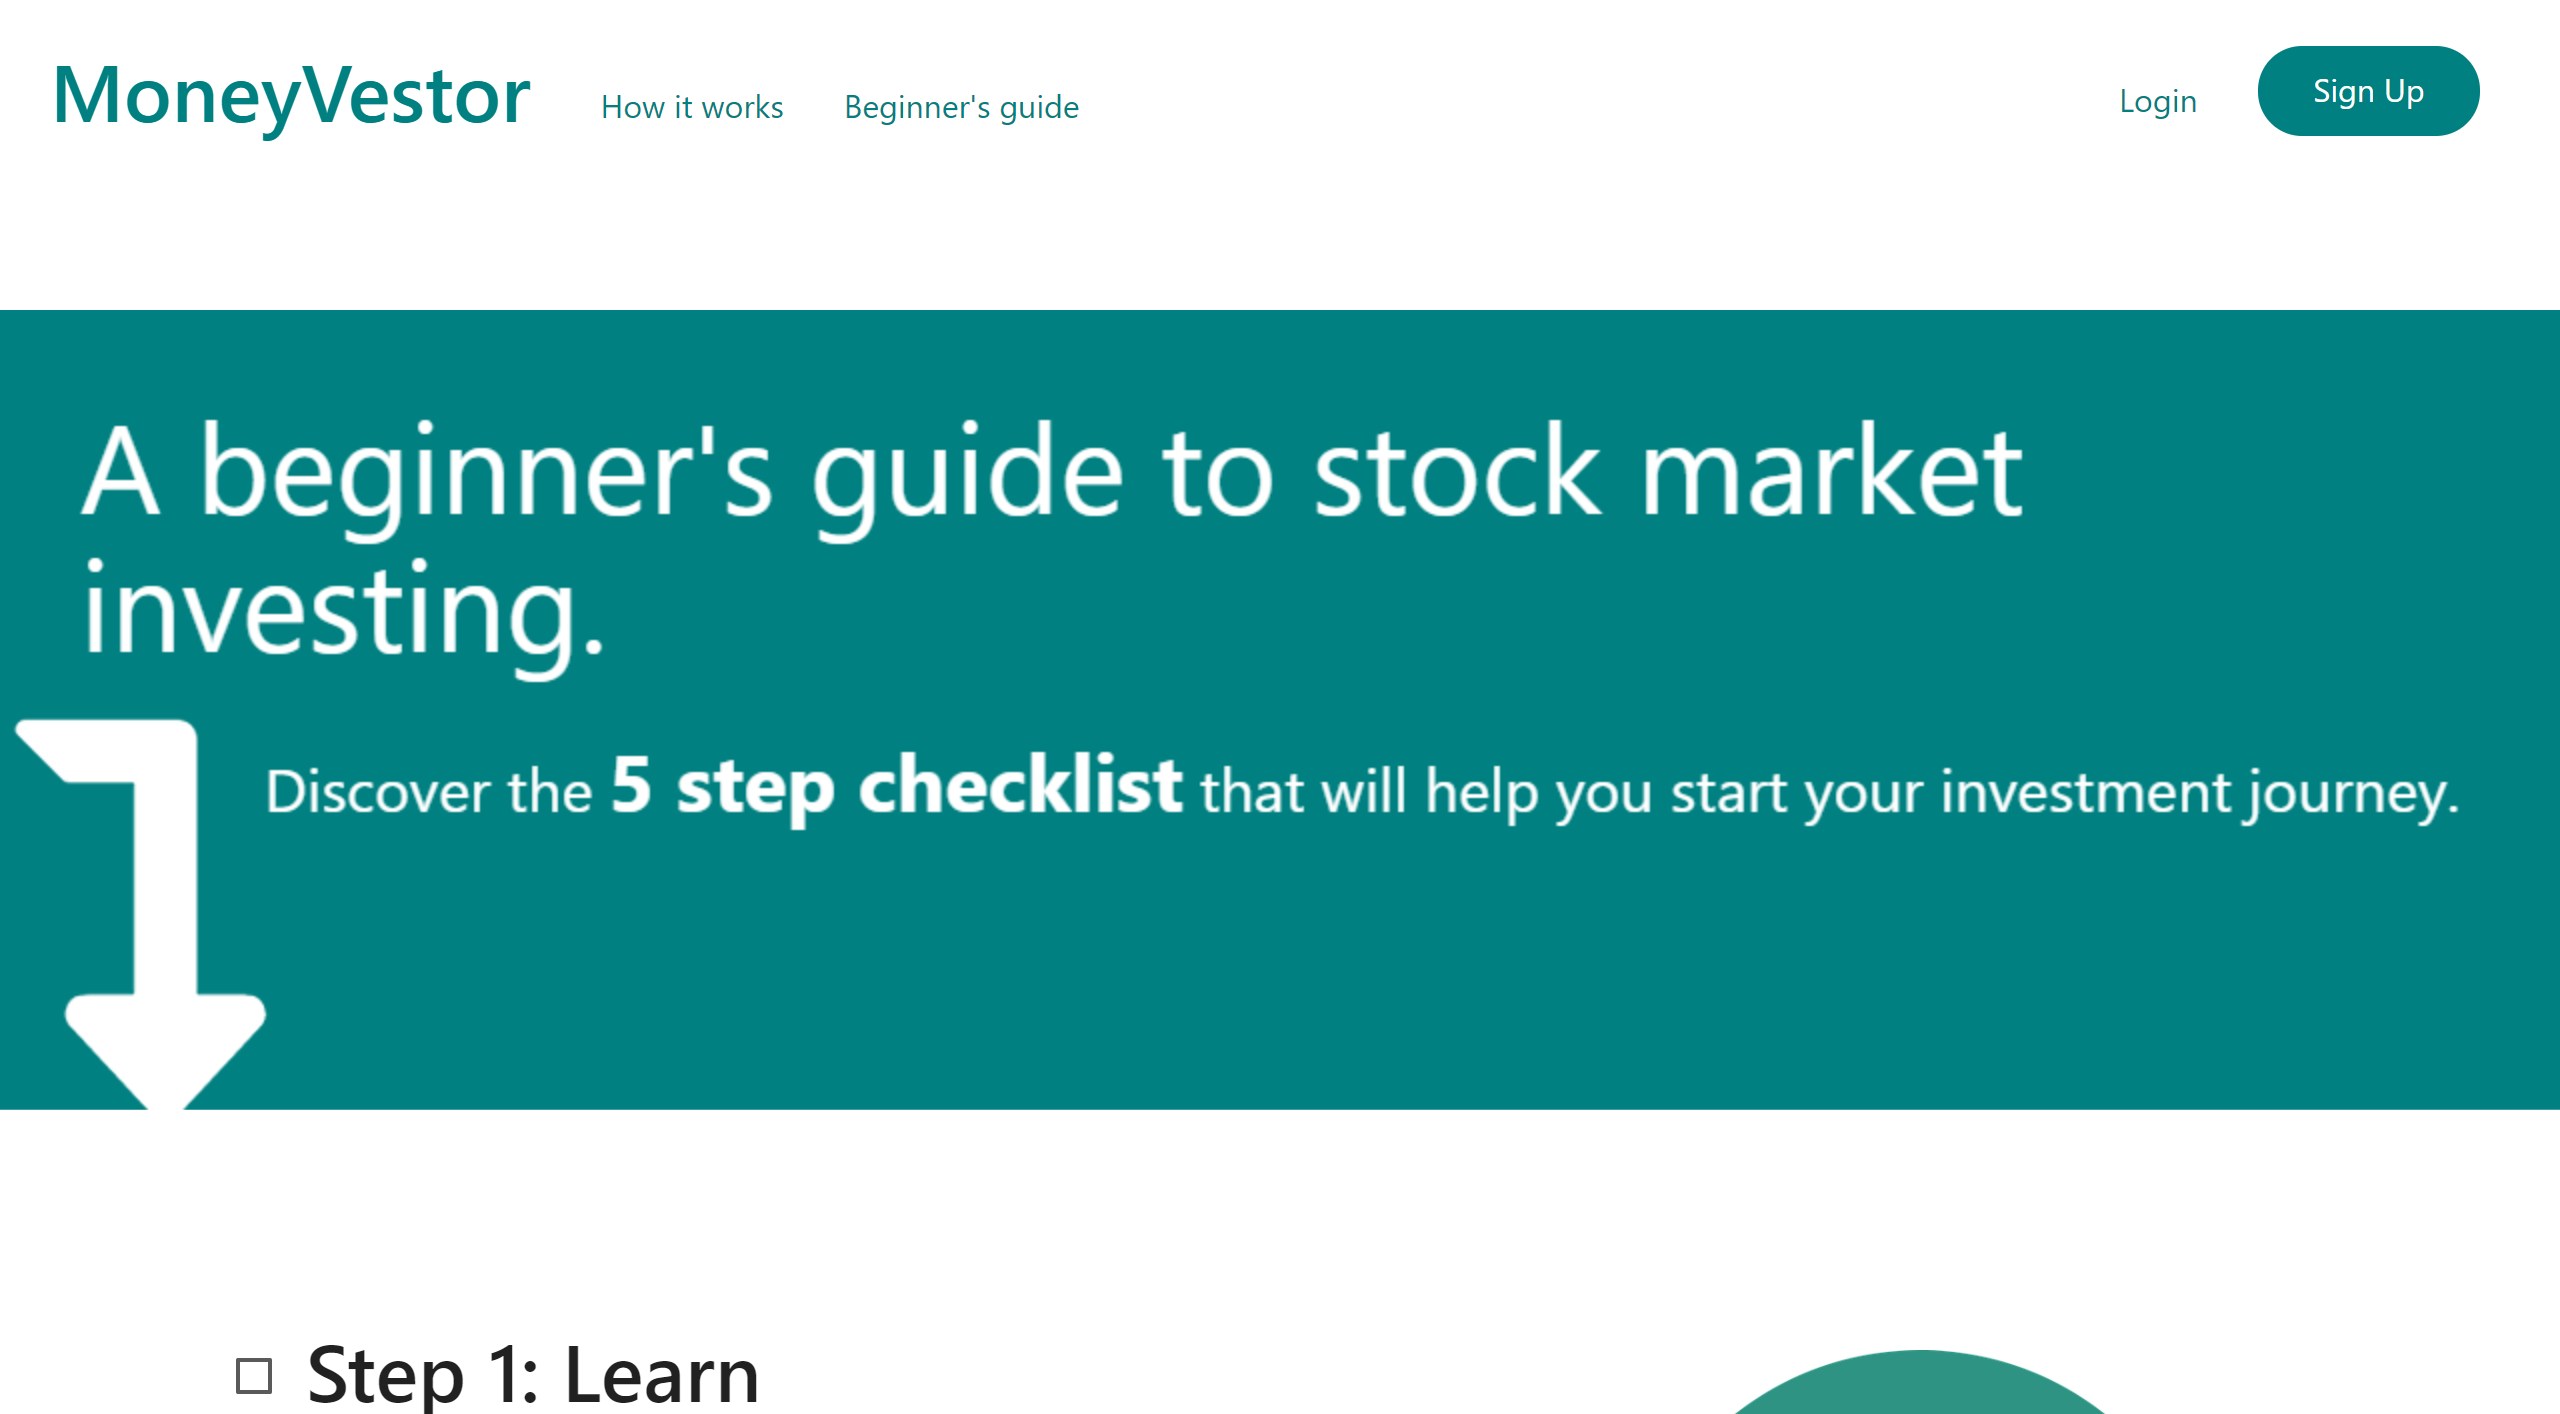 MoneyVestor
How it works
Beginner's guide
Login
Sign Up
A beginner's guide to stock market
investing.
Discover the 5 step checklist that will help you start your investment journey.
Step 1: Learn